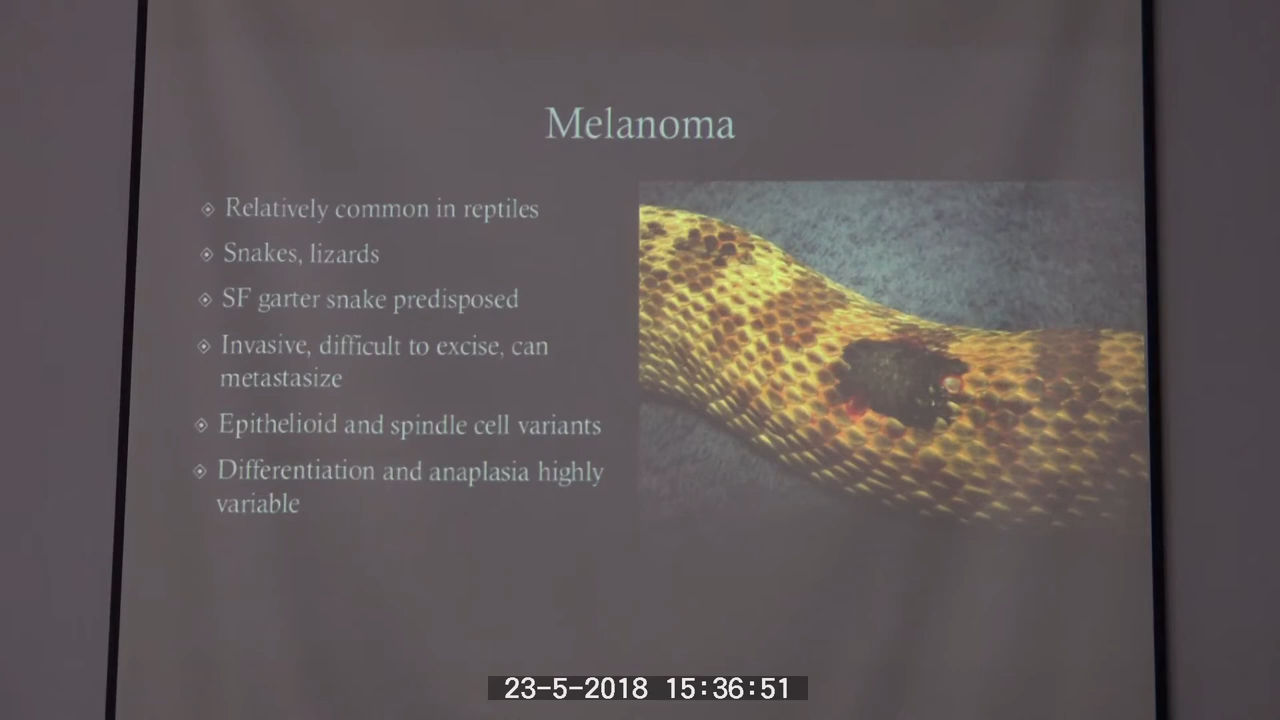 Melanoma
Relatively common in reptiles
Snakes, lizards
SF garter snake predisposed
Invasive, difficult to excise, can
metastasize
Epithelioid and spindle cell variants
Differentiation and anaplasia highly
variable
23-5-2018 15:36:51